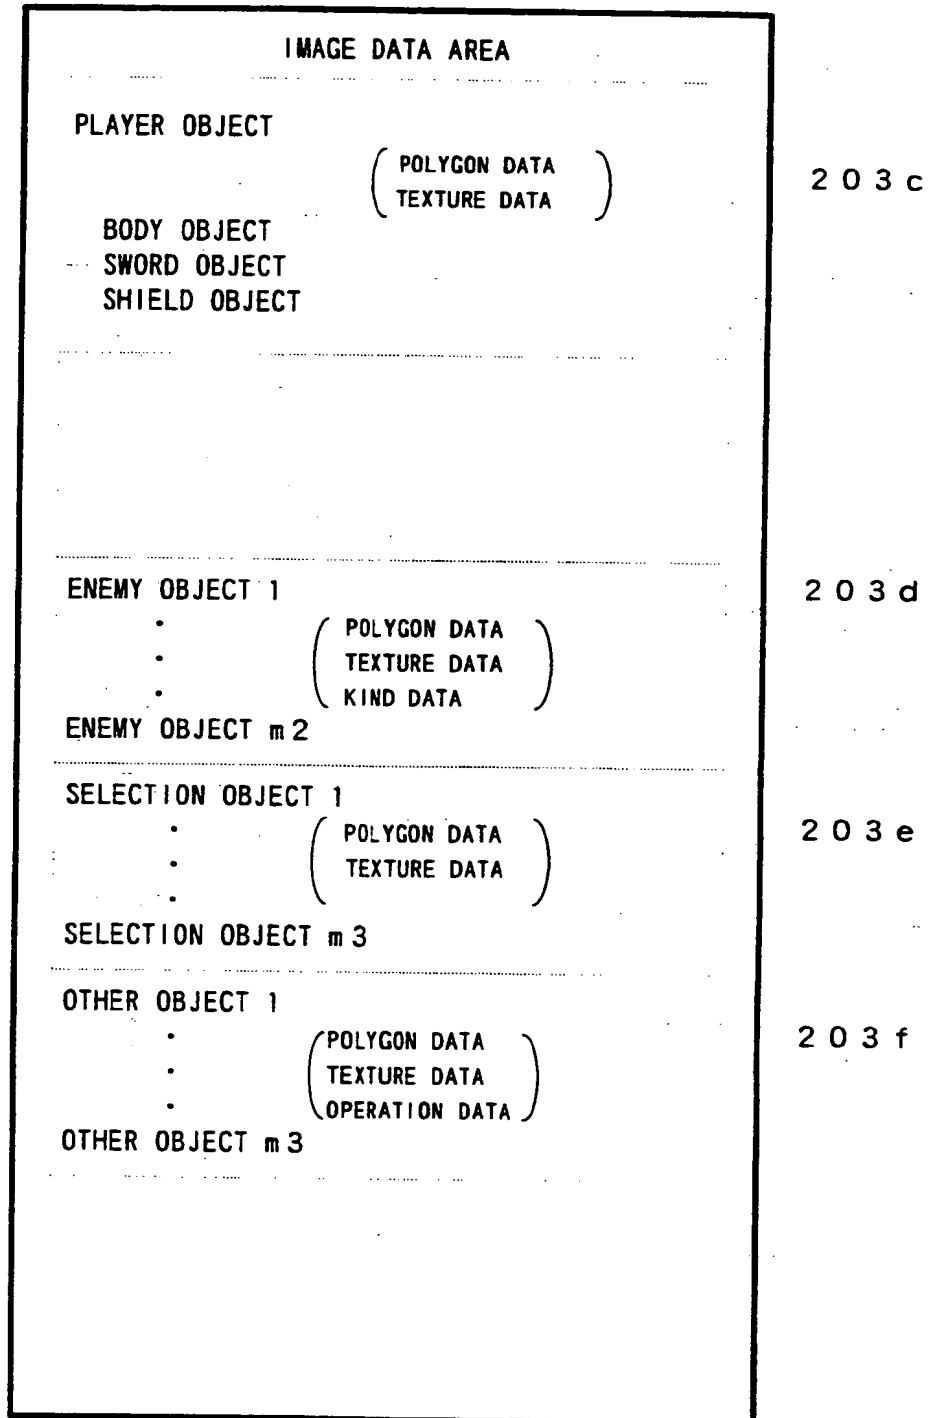 IMAGE DATA AREA
PLAYER OBJECT
POLYGON DATA
TEXTURE DATA
203c
BODY OBJECT
SWORD OBJECT
SHIELD OBJECT
ENEMY OBJECT 1
203d
POLYGON DATA
TEXTURE DATA
KIND DATA
ENEMY OBJECT m2
SELECTION OBJECT 1
POLYGON DATA
203e
TEXTURE DATA
SELECTION OBJECT m3
OTHER OBJECT 1
POLYGON DATA
203f
TEXTURE DATA
OPERATION DATA
OTHER OBJECT m3